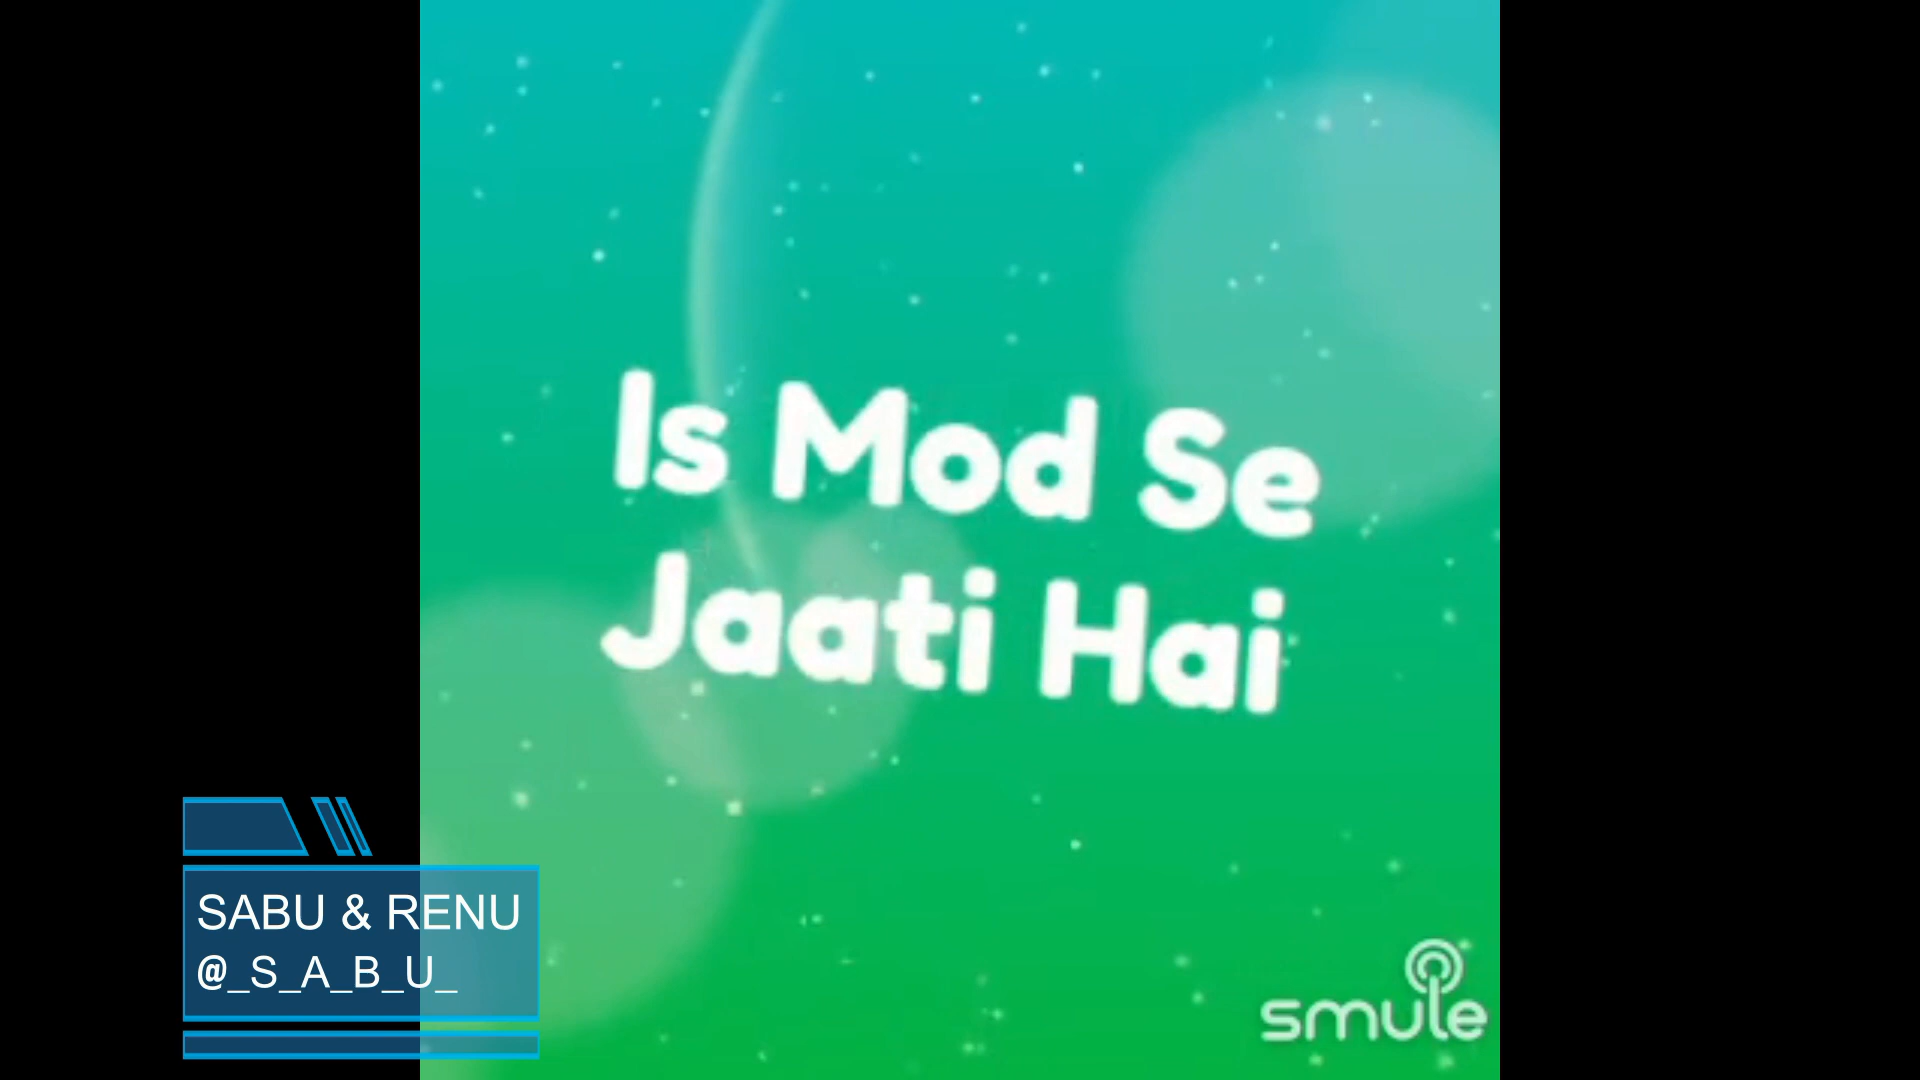 Is Mod Se
Jaati Hai
SABU & RENU
@_S_A_B_U_
smule